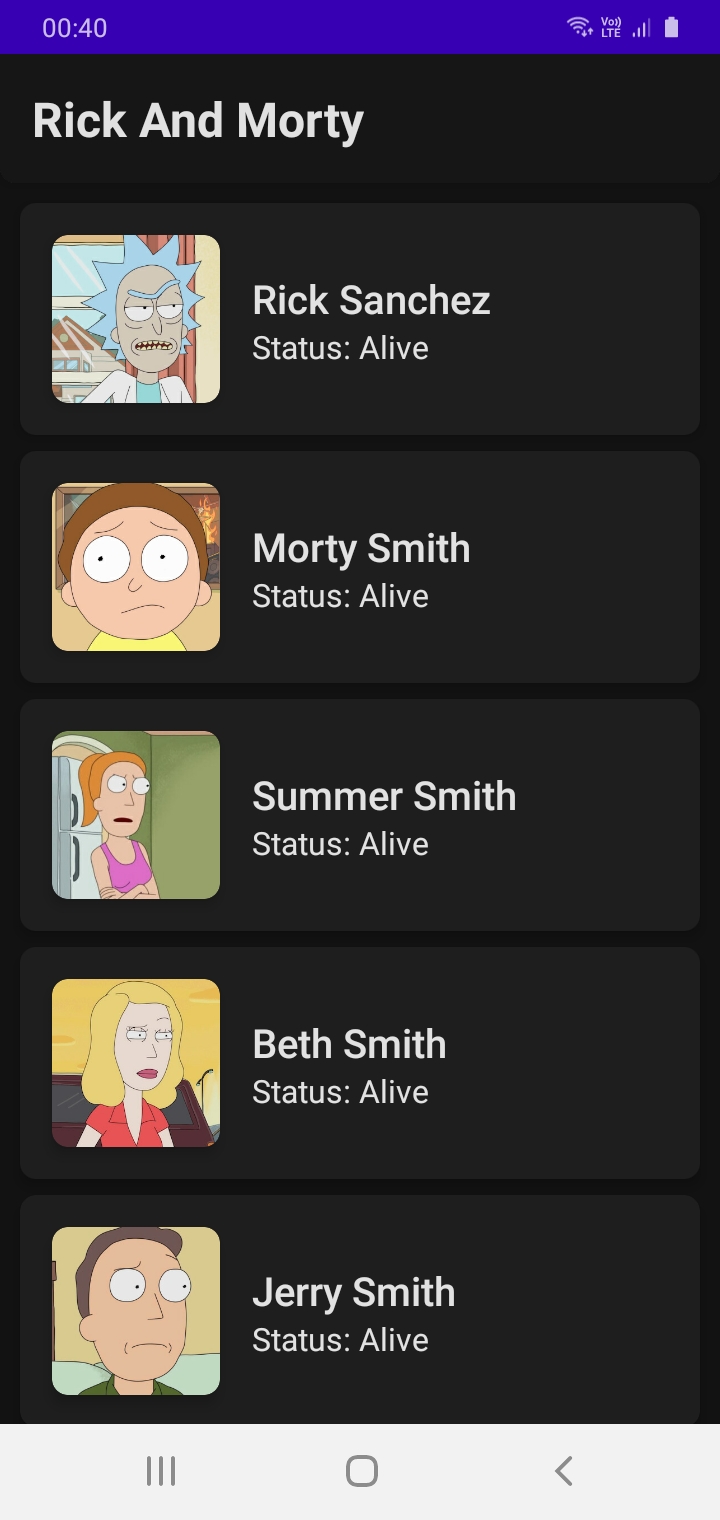 00:40
Vo))
LTE
Rick And Morty
Rick Sanchez
Status: Alive
Morty Smith
Status: Alive
Summer Smith
Status: Alive
Beth Smith
Status: Alive
Jerry Smith
Status: Alive